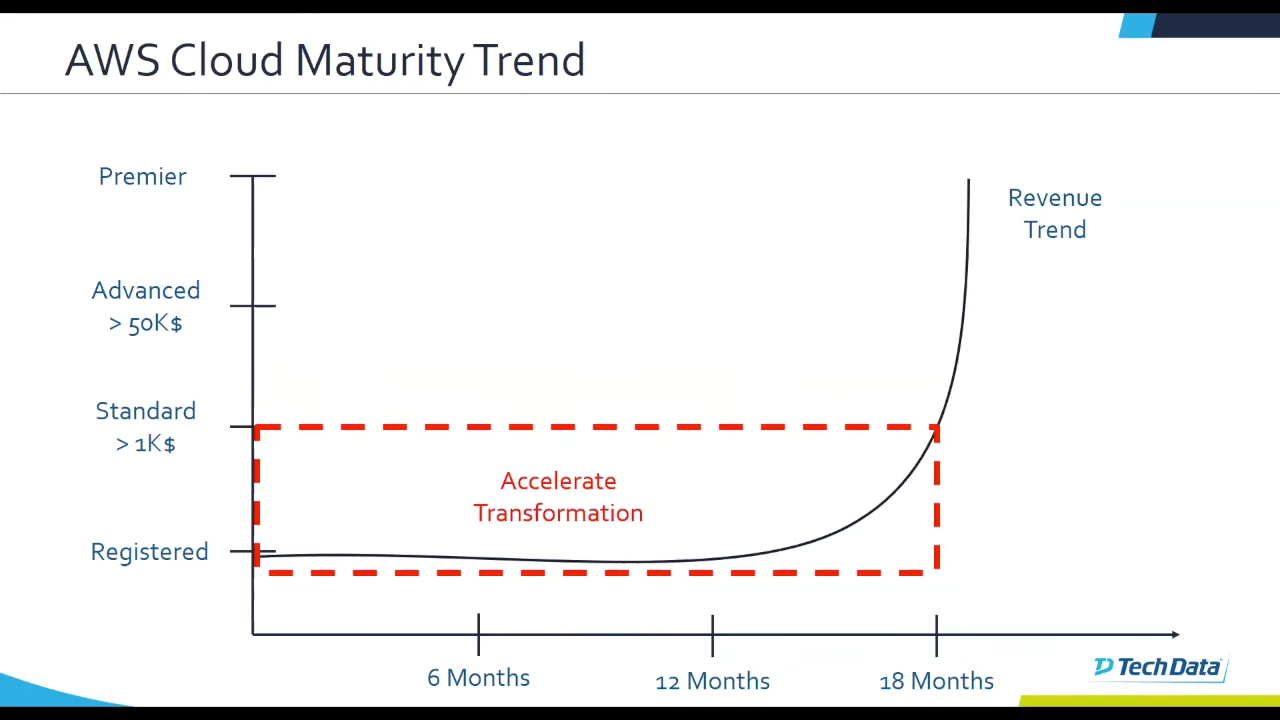 AWS Cloud Maturity Trend
Premier
Revenue
Trend
Advanced
> 50K$
Standard
> 1K$
Accelerate
Transformation
Registered
6 Months
12 Months
18 Months
Tech Data